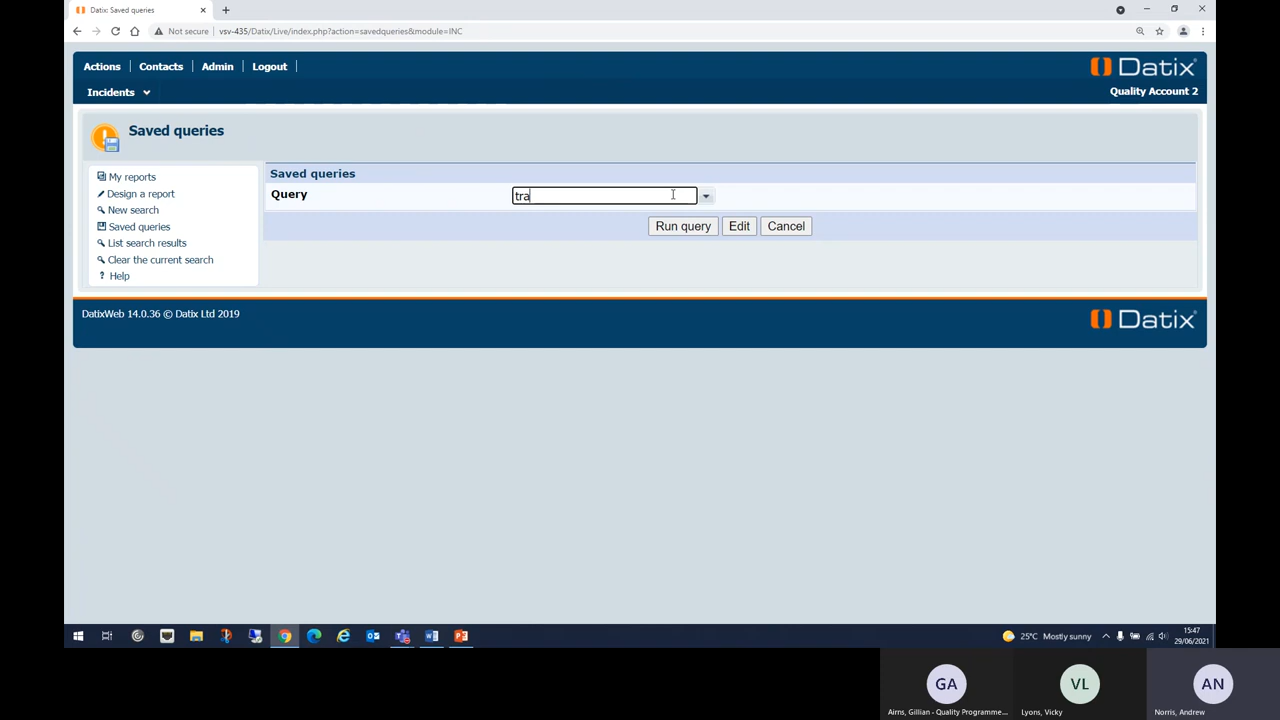 Datix: Saved queries
Not secure
vsv-435/Datix/Live/index.php?action=savedqueries&module=INC
Actions
Contacts
Admin
Logout
Datix
Incidents
Quality Account 2
Saved queries
My reports
Design a report
New search
Saved queries
List search results
Clear the current search
? Help
Saved queries
Query
tra
Run query
Edit
Cancel
DatixWeb 14.0.36 © Datix Ltd 2019
Datix
25°C Mostly sunny
15:47
29/06/2021
GA
VL
AN
Airns, Gillian - Quality Programme...
Lyons, Vicky
Norris, Andrew